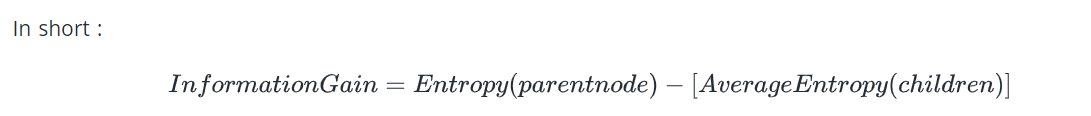 In short :
InformationGain = Entropy(parentnode) − [AverageEntropy(children)]